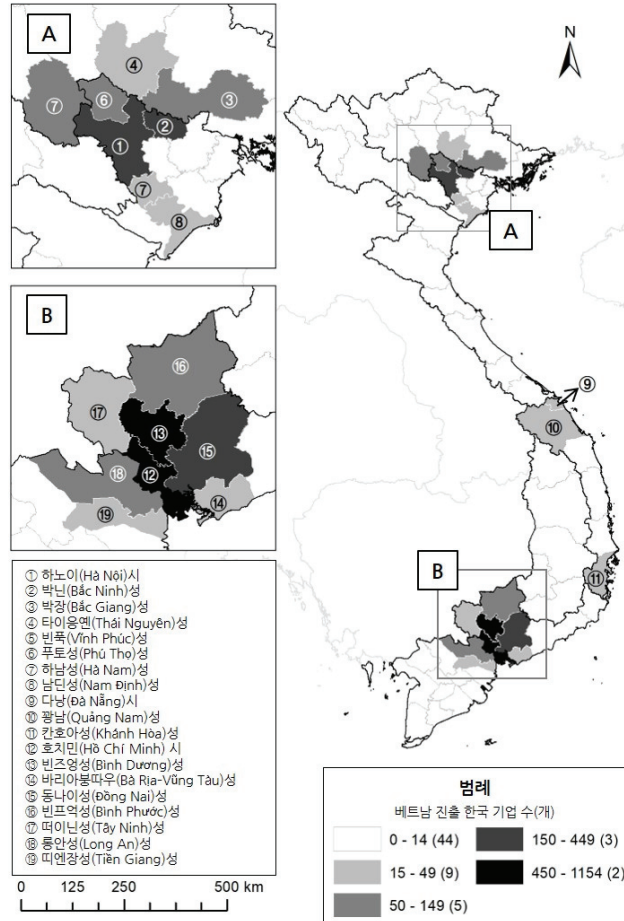 A
④
⑦
⑥
③
①
②
⑦
⑧
N
A
B
⑯
⑰
⑬
⑮
⑱
⑫
⑭
⑲
⑨
⑩
⑪
B
① 하노이(Hà Nội)시
② 박닌(Bắc Ninh)성
③ 박장(Bắc Giang)성
④ 타이응옌(Thái Nguyên)성
⑤ 빈푹(Vĩnh Phúc)성
⑥ 푸토성(Phú Thọ)성
⑦ 하남성(Hà Nam)성
⑧ 남딘성(Nam Định)성
⑨ 다낭(Đà Nẵng)시
⑩ 꽝남(Quảng Nam)성
⑪ 칸호아성(Khánh Hòa)성
⑫ 호치민(Hồ Chí Minh) 시
⑬ 빈즈엉성(Bình Dương)성
⑭ 바리아붕따우(Bà Rịa-Vũng Tàu)성
⑮ 동나이성(Đồng Nai)성
⑯ 빈프억성(Bình Phước)성
⑰ 떠이닌성(Tây Ninh)성
⑱ 롱안성(Long An)성
⑲ 띠엔장성(Tiền Giang)성
0 125 250 500 km
범례
베트남 진출 한국 기업 수(개)
0 - 14 (44) 150 - 449 (3)
15 - 49 (9) 450 - 1154 (2)
50 - 149 (5)